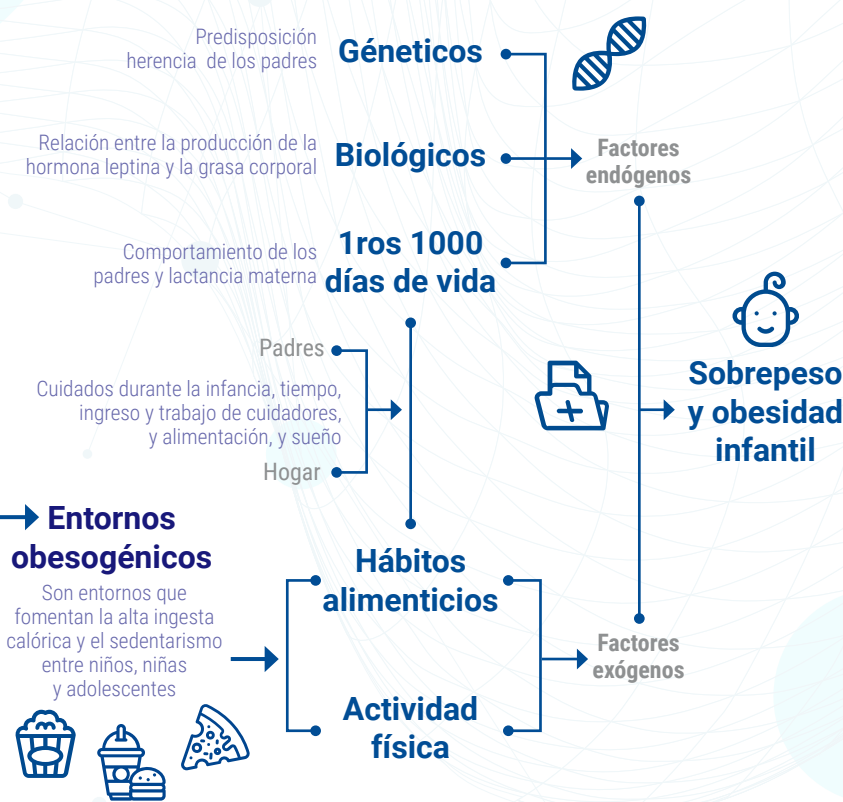 Predisposición
herencia de los padres
Géneticos
Relación entre la producción de la
hormona leptina y la grasa corporal
Biológicos
Factores
endógenos
Comportamiento de los
padres y lactancia materna
1ros 1000
días de vida
Padres
Cuidados durante la infancia, tiempo,
ingreso y trabajo de cuidadores,
y alimentación, y sueño
Hogar
Sobrepeso
y obesidad
infantil
Entornos
obesogénicos
Son entornos que
fomentan la alta ingesta
calórica y el sedentarismo
entre niños, niñas
y adolescentes
Hábitos
alimenticios
Factores
exógenos
Actividad
física